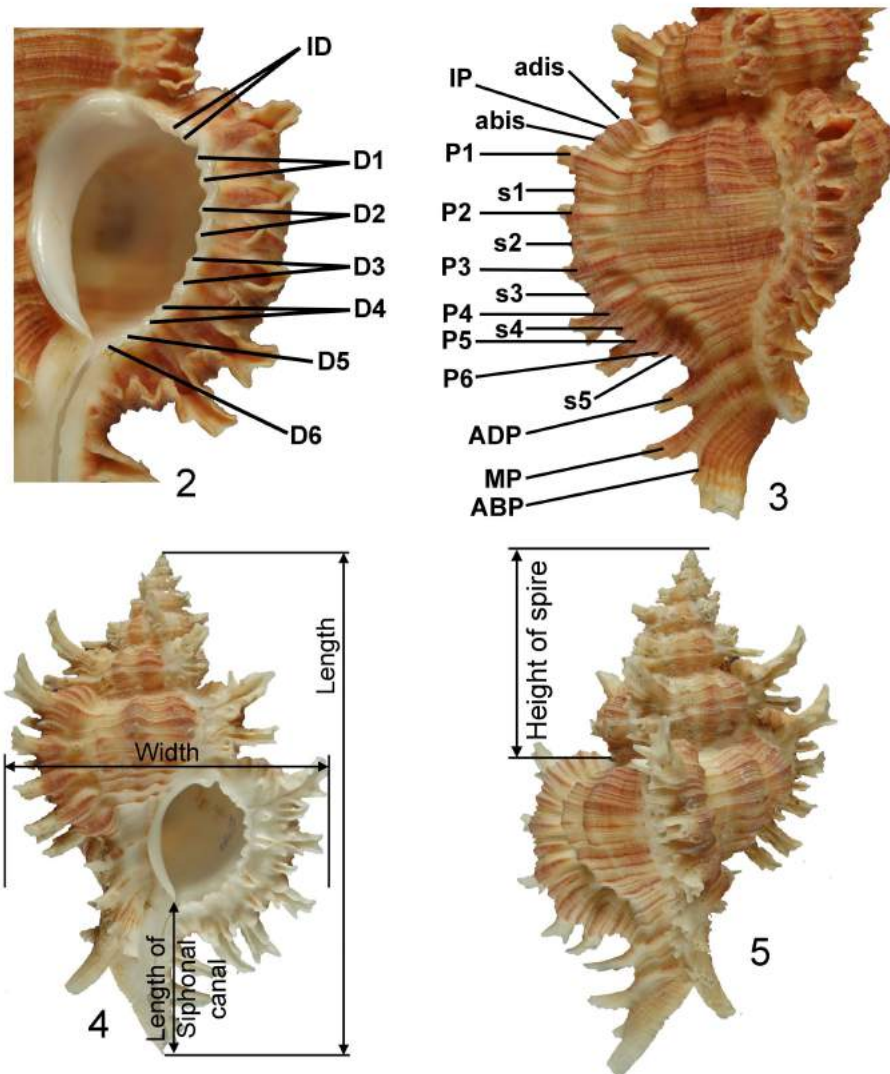 ID
D1
D2
D3
D4
D5
D6
2
adis
IP
abis
P1
s1
P2
s2
P3
s3
P4
s4
P5
P6
s5
ADP
MP
ABP
3
Length
Width
Length of
Siphonal
canal
4
Height of spire
5